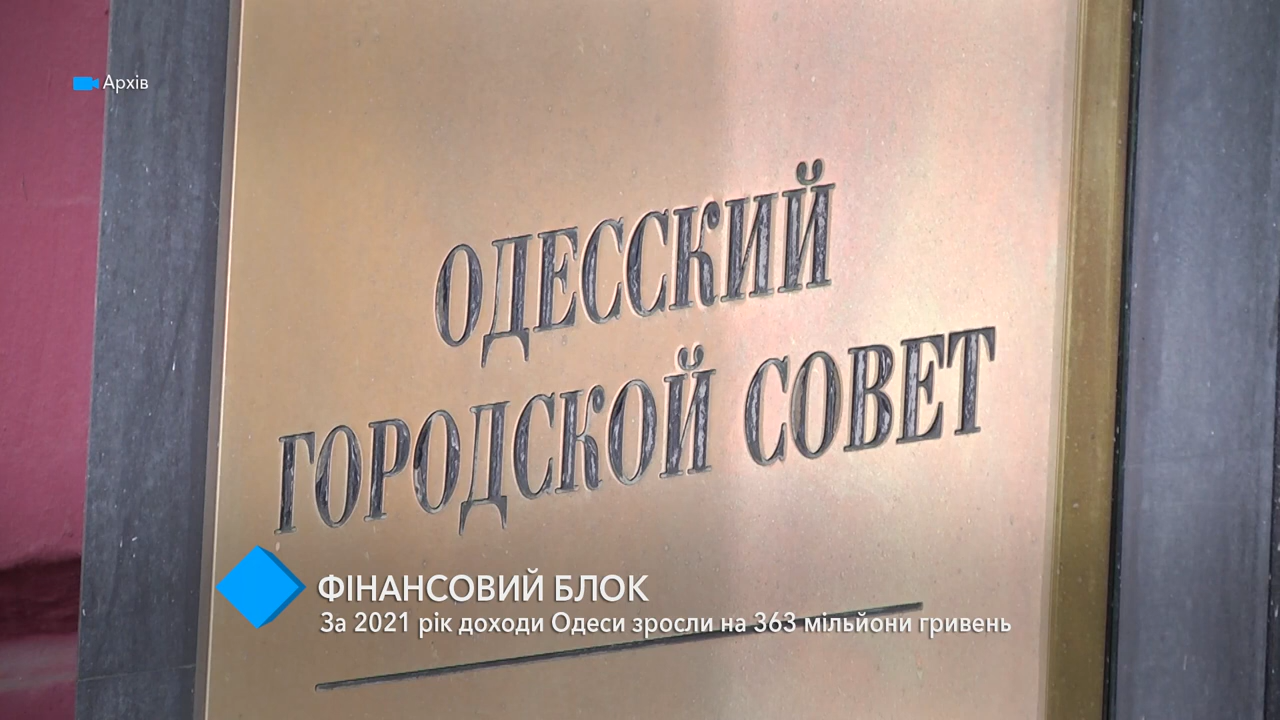 Архів
ОДЕССКИЙ
ГОРОДСКОЙ СОВЕТ
ФІНАНСОВИЙ БЛОК
За 2021 рік доходи Одеси зросли на 363 мільйони гривень